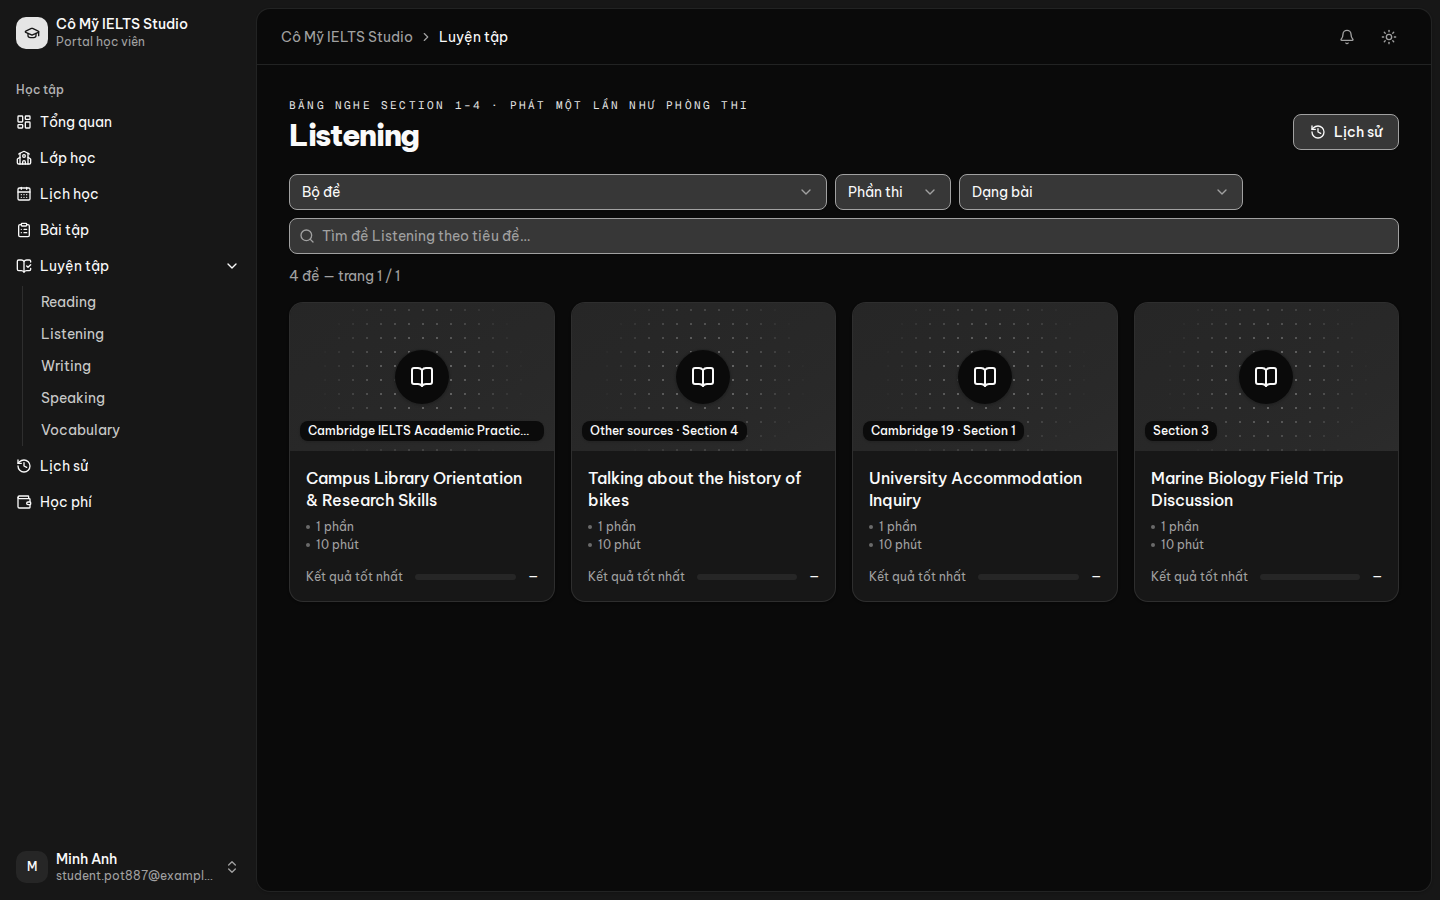 Cô Mỹ IELTS Studio
Portal học viên
Học tập
Tổng quan
Lớp học
Lịch học
Bài tập
Luyện tập
Reading
Listening
Writing
Speaking
Vocabulary
Lịch sử
Học phí
M
Minh Anh
student.pot887@exampl...
Cô Mỹ IELTS Studio > Luyện tập
BĂNG NGHE SECTION 1–4 · PHÁT MỘT LẦN NHƯ PHÒNG THI
Listening
Lịch sử
Bộ đề
Phần thi
Dạng bài
Tìm đề Listening theo tiêu đề...
4 đề — trang 1 / 1
Cambridge IELTS Academic Practic...
Campus Library Orientation
& Research Skills
1 phần
10 phút
Kết quả tốt nhất –
Other sources · Section 4
Talking about the history of
bikes
1 phần
10 phút
Kết quả tốt nhất –
Cambridge 19 · Section 1
University Accommodation
Inquiry
1 phần
10 phút
Kết quả tốt nhất –
Section 3
Marine Biology Field Trip
Discussion
1 phần
10 phút
Kết quả tốt nhất –